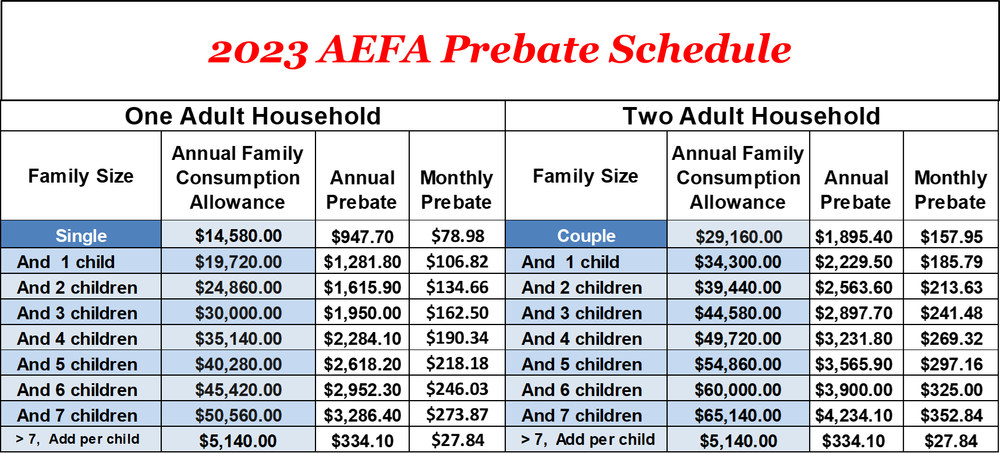 2023 AEFA Prebate Schedule
One Adult Household Two Adult Household
Family Size Annual Family Consumption Allowance Annual Prebate Monthly Prebate Family Size Annual Family Consumption Allowance Annual Prebate Monthly Prebate
Single $14,580.00 $947.70 $78.98 Couple $29,160.00 $1,895.40 $157.95
And 1 child $19,720.00 $1,281.80 $106.82 And 1 child $34,300.00 $2,229.50 $185.79
And 2 children $24,860.00 $1,615.90 $134.66 And 2 children $39,440.00 $2,563.60 $213.63
And 3 children $30,000.00 $1,950.00 $162.50 And 3 children $44,580.00 $2,897.70 $241.48
And 4 children $35,140.00 $2,284.10 $190.34 And 4 children $49,720.00 $3,231.80 $269.32
And 5 children $40,280.00 $2,618.20 $218.18 And 5 children $54,860.00 $3,565.90 $297.16
And 6 children $45,420.00 $2,952.30 $246.03 And 6 children $60,000.00 $3,900.00 $325.00
And 7 children $50,560.00 $3,286.40 $273.87 And 7 children $65,140.00 $4,234.10 $352.84
> 7, Add per child $5,140.00 $334.10 $27.84 > 7, Add per child $5,140.00 $334.10 $27.84